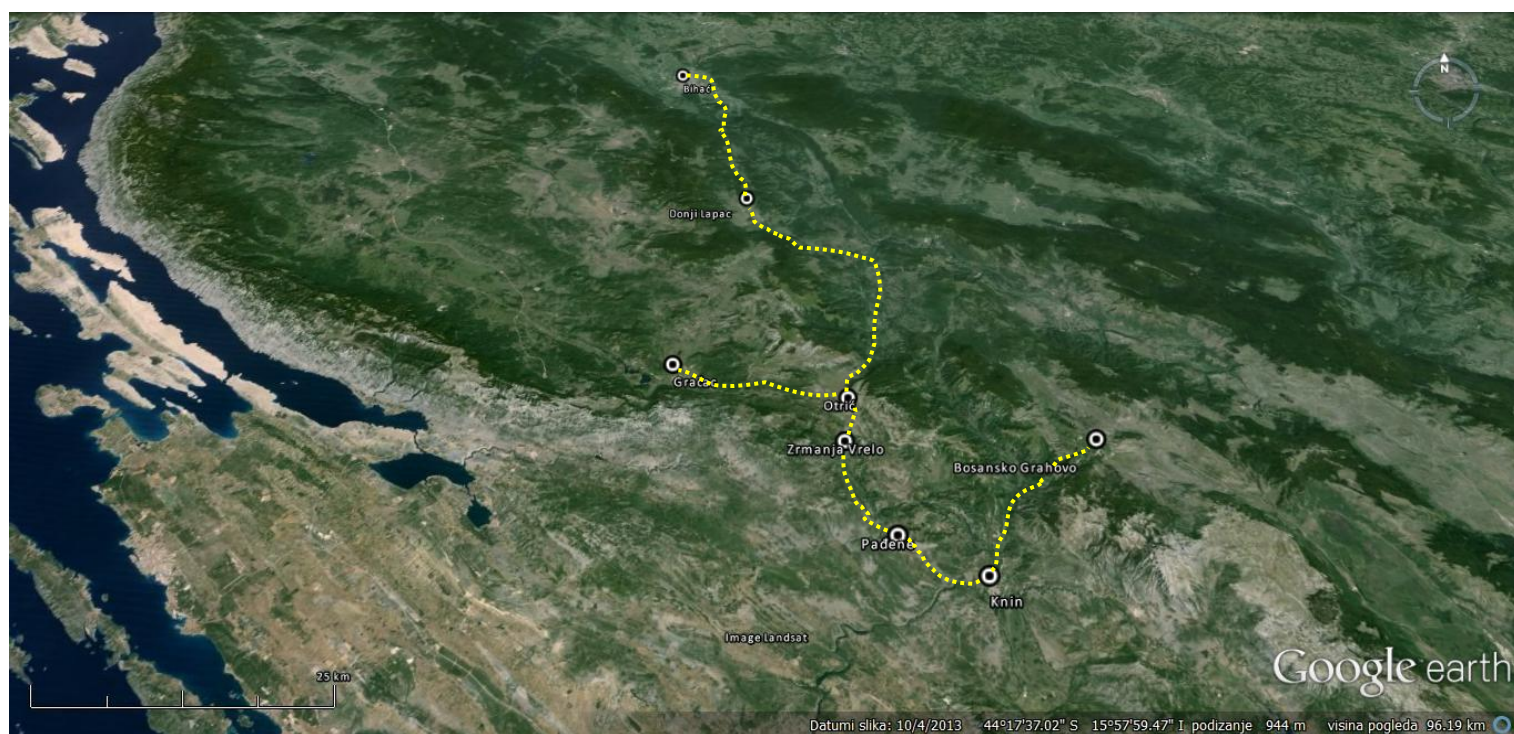 N
Bihać
Donji Lapac
Gračac
Otrić
Zrmanja Vrelo
Bosansko Grahovo
Pađene
Knin
Image Landsat
Google earth
25 km
Datumi slika: 10/4/2013 44°17'37.02" S 15°57'59.47" I podizanje 944 m visina pogleda 96.19 km